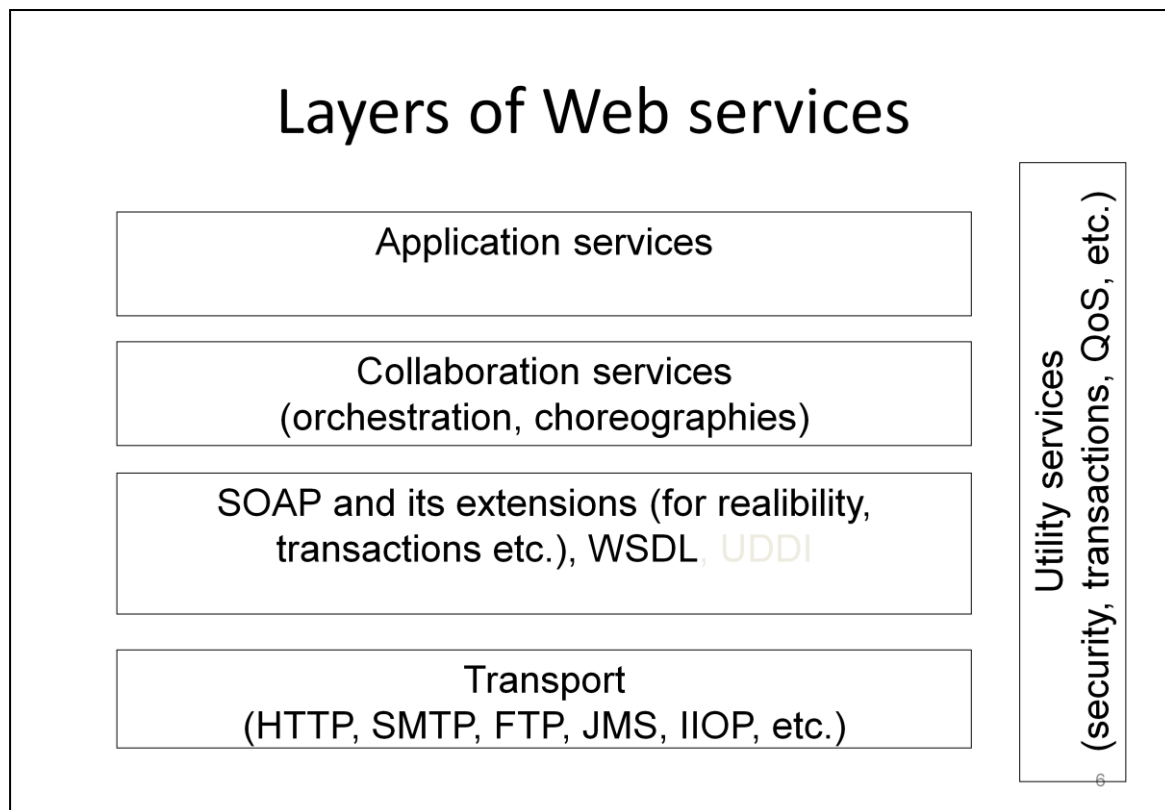 Layers of Web services
Application services
Collaboration services
(orchestration, choreographies)
SOAP and its extensions (for realibility,
transactions etc.), WSDL, UDDI
Transport
(HTTP, SMTP, FTP, JMS, IIOP, etc.)
Utility services
(security, transactions, QoS, etc.)
6